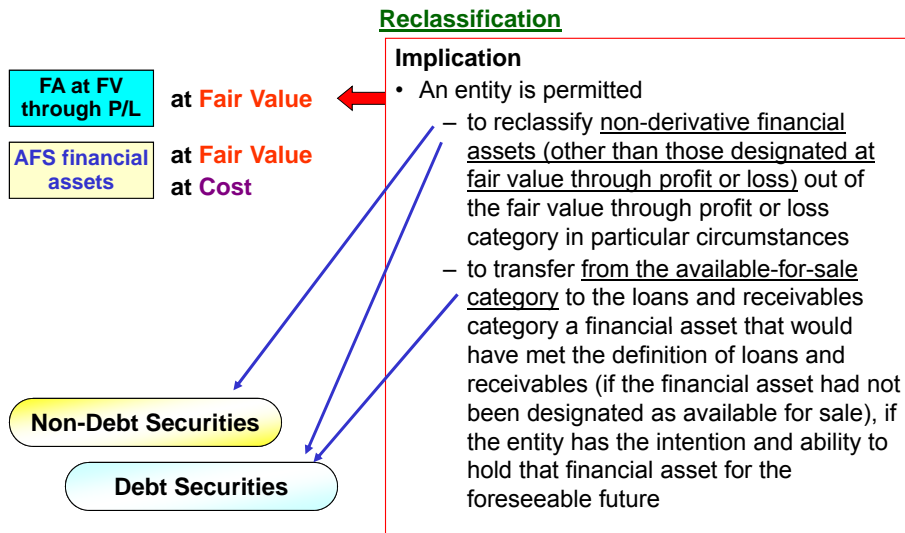 Reclassification
FA at FV
through P/L
at Fair Value
AFS financial
assets
at Fair Value
at Cost
Non-Debt Securities
Debt Securities
Implication
• An entity is permitted
– to reclassify non-derivative financial
assets (other than those designated at
fair value through profit or loss) out of
the fair value through profit or loss
category in particular circumstances
– to transfer from the available-for-sale
category to the loans and receivables
category a financial asset that would
have met the definition of loans and
receivables (if the financial asset had not
been designated as available for sale), if
the entity has the intention and ability to
hold that financial asset for the
foreseeable future